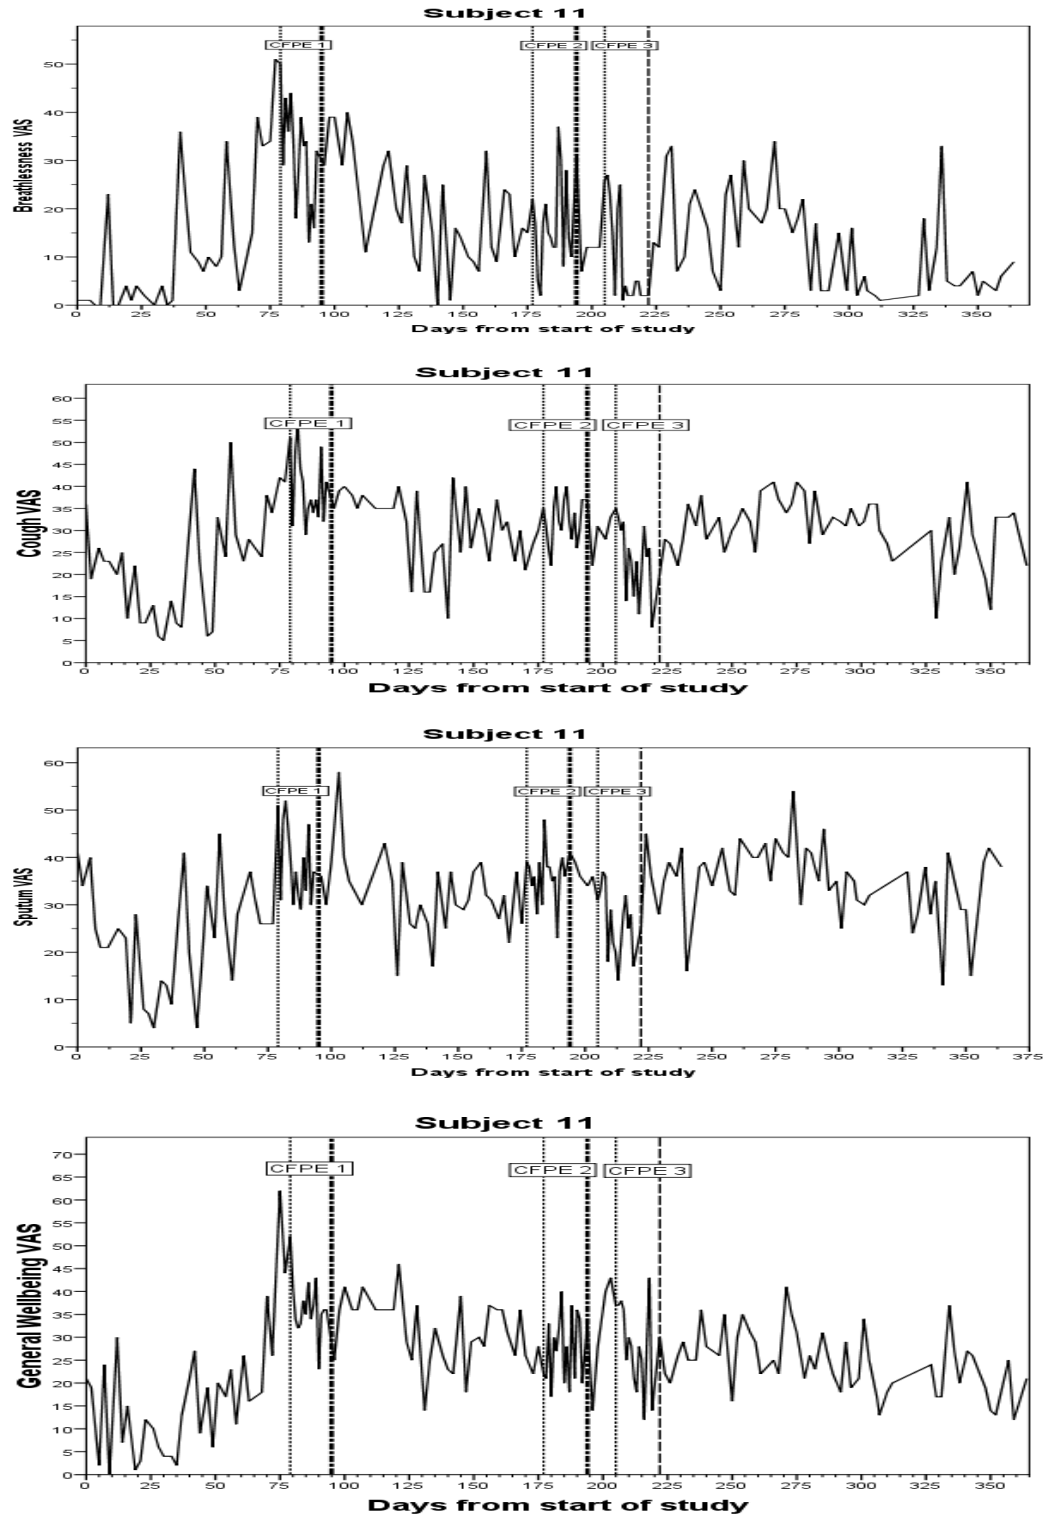 Subject 11
CFPE 1 CFPE 2 CFPE 3
Breathlessness VAS
50
40
30
20
10
0
0 25 50 75 100 125 150 175 200 225 250 275 300 325 350
Days from start of study
Subject 11
CFPE 1 CFPE 2 CFPE 3
Cough VAS
60
55
50
45
40
35
30
25
20
15
10
5
0
0 25 50 75 100 125 150 175 200 225 250 275 300 325 350
Days from start of study
Subject 11
CFPE 1 CFPE 2 CFPE 3
Sputum VAS
60
50
40
30
20
10
0
0 25 50 75 100 125 150 175 200 225 250 275 300 325 350 375
Days from start of study
Subject 11
CFPE 1 CFPE 2 CFPE 3
General Wellbeing VAS
70
65
60
55
50
45
40
35
30
25
20
15
10
5
0
0 25 50 75 100 125 150 175 200 225 250 275 300 325 350
Days from start of study